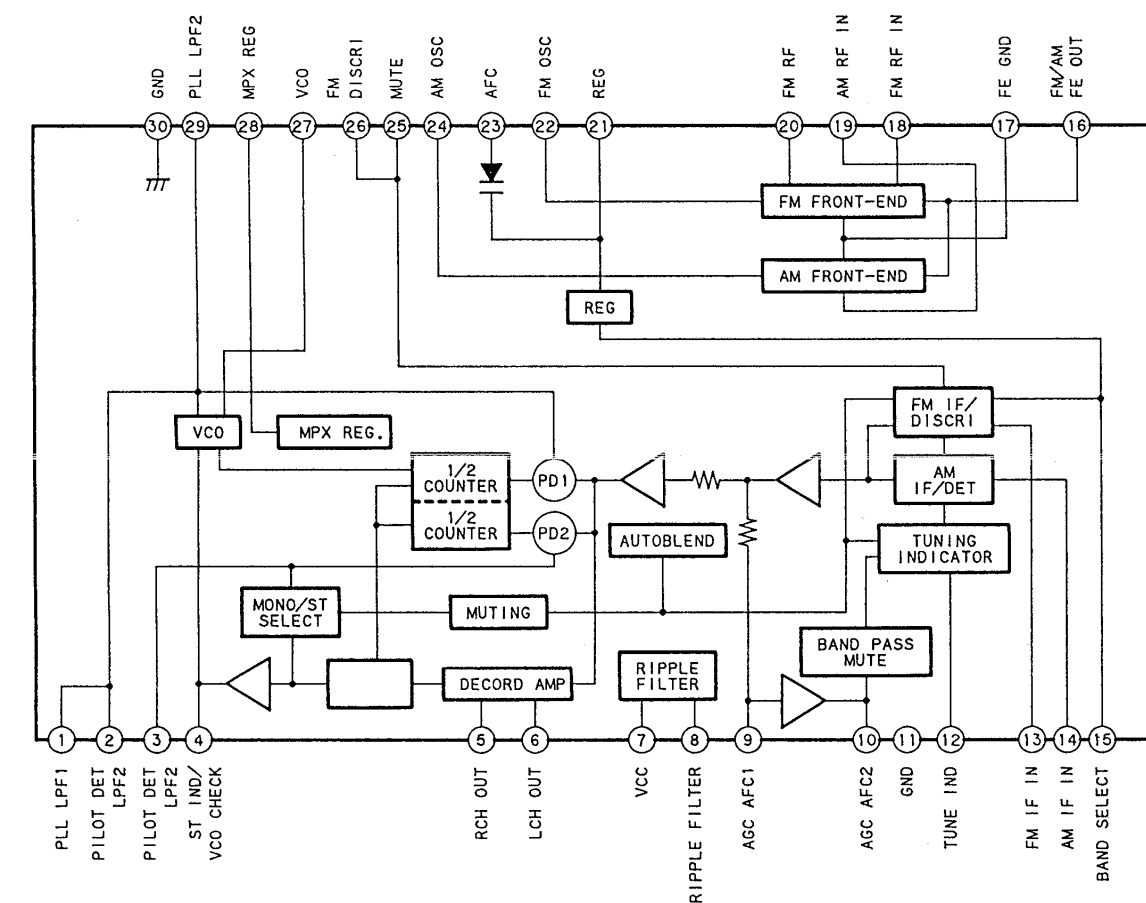 GND
PLL LPF2
MPX REG
VCO
FM
DISCRI
MUTE
AM OSC
AFC
FM OSC
REG
FM RF
AM RF IN
FM RF IN
FE GND
FM/AM
FE OUT
30
29
28
27
26
25
24
23
22
21
20
19
18
17
16
FM FRONT-END
AM FRONT-END
REG
VCO
MPX REG.
FM IF/
DISCRI
1/2
COUNTER
PD1
AM
IF/DET
1/2
COUNTER
PD2
AUTOBLEND
TUNING
INDICATOR
MONO/ST
SELECT
MUTING
BAND PASS
MUTE
DECORD AMP
RIPPLE
FILTER
1
2
3
4
5
6
7
8
9
10
11
12
13
14
15
PLL LPF1
PILOT DET
LPF2
PILOT DET
LPF2
ST IND/
VCO CHECK
RCH OUT
LCH OUT
VCC
RIPPLE FILTER
AGC AFC1
AGC AFC2
GND
TUNE IND
FM IF IN
AM IF IN
BAND SELECT